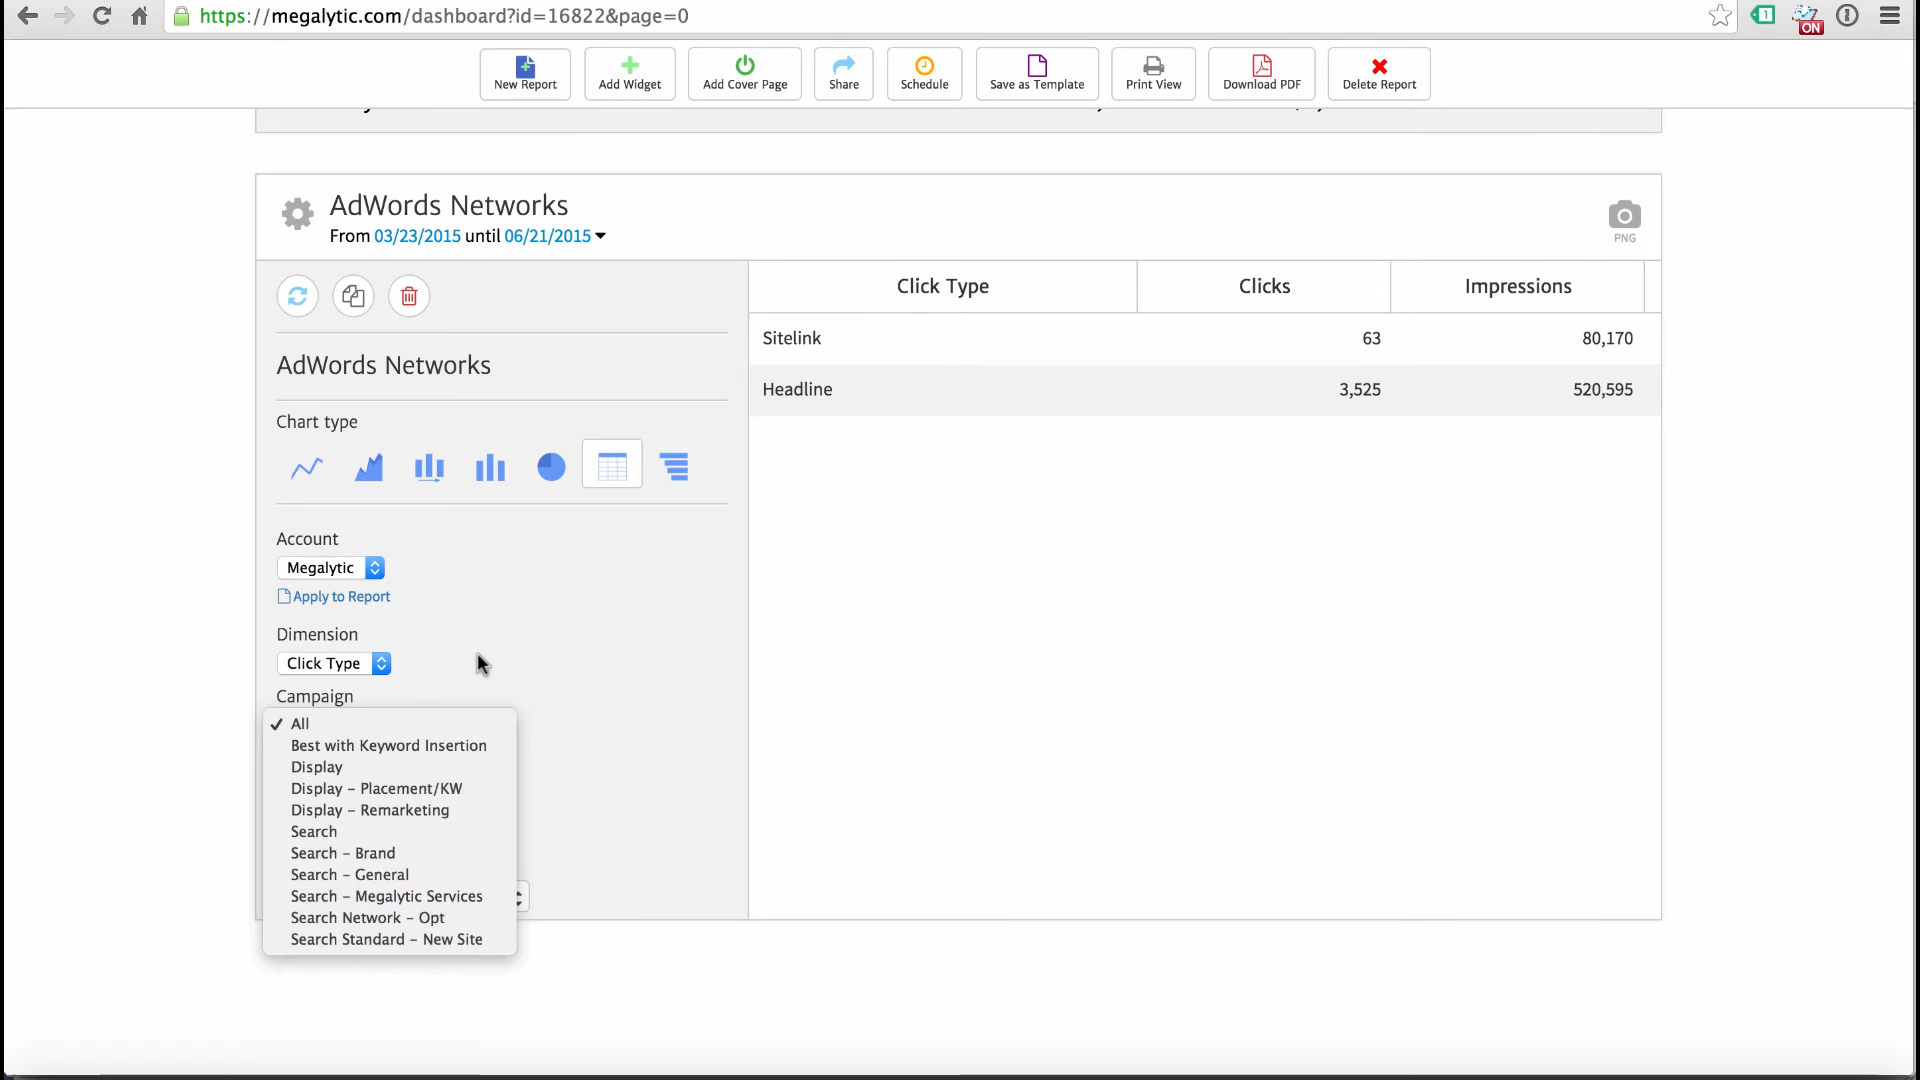 https://megalytic.com/dashboard?id=16822&page=0
1
ON
New Report
Add Widget
Add Cover Page
Share
Schedule
Save as Template
Print View
Download PDF
Delete Report
AdWords Networks
From 03/23/2015 until 06/21/2015
PNG
Click Type Clicks Impressions
Sitelink 63 80,170
Headline 3,525 520,595
AdWords Networks
Chart type
Account
Megalytic
Apply to Report
Dimension
Click Type
Campaign
✓ All
Best with Keyword Insertion
Display
Display – Placement/KW
Display – Remarketing
Search
Search – Brand
Search – General
Search – Megalytic Services
Search Network – Opt
Search Standard – New Site